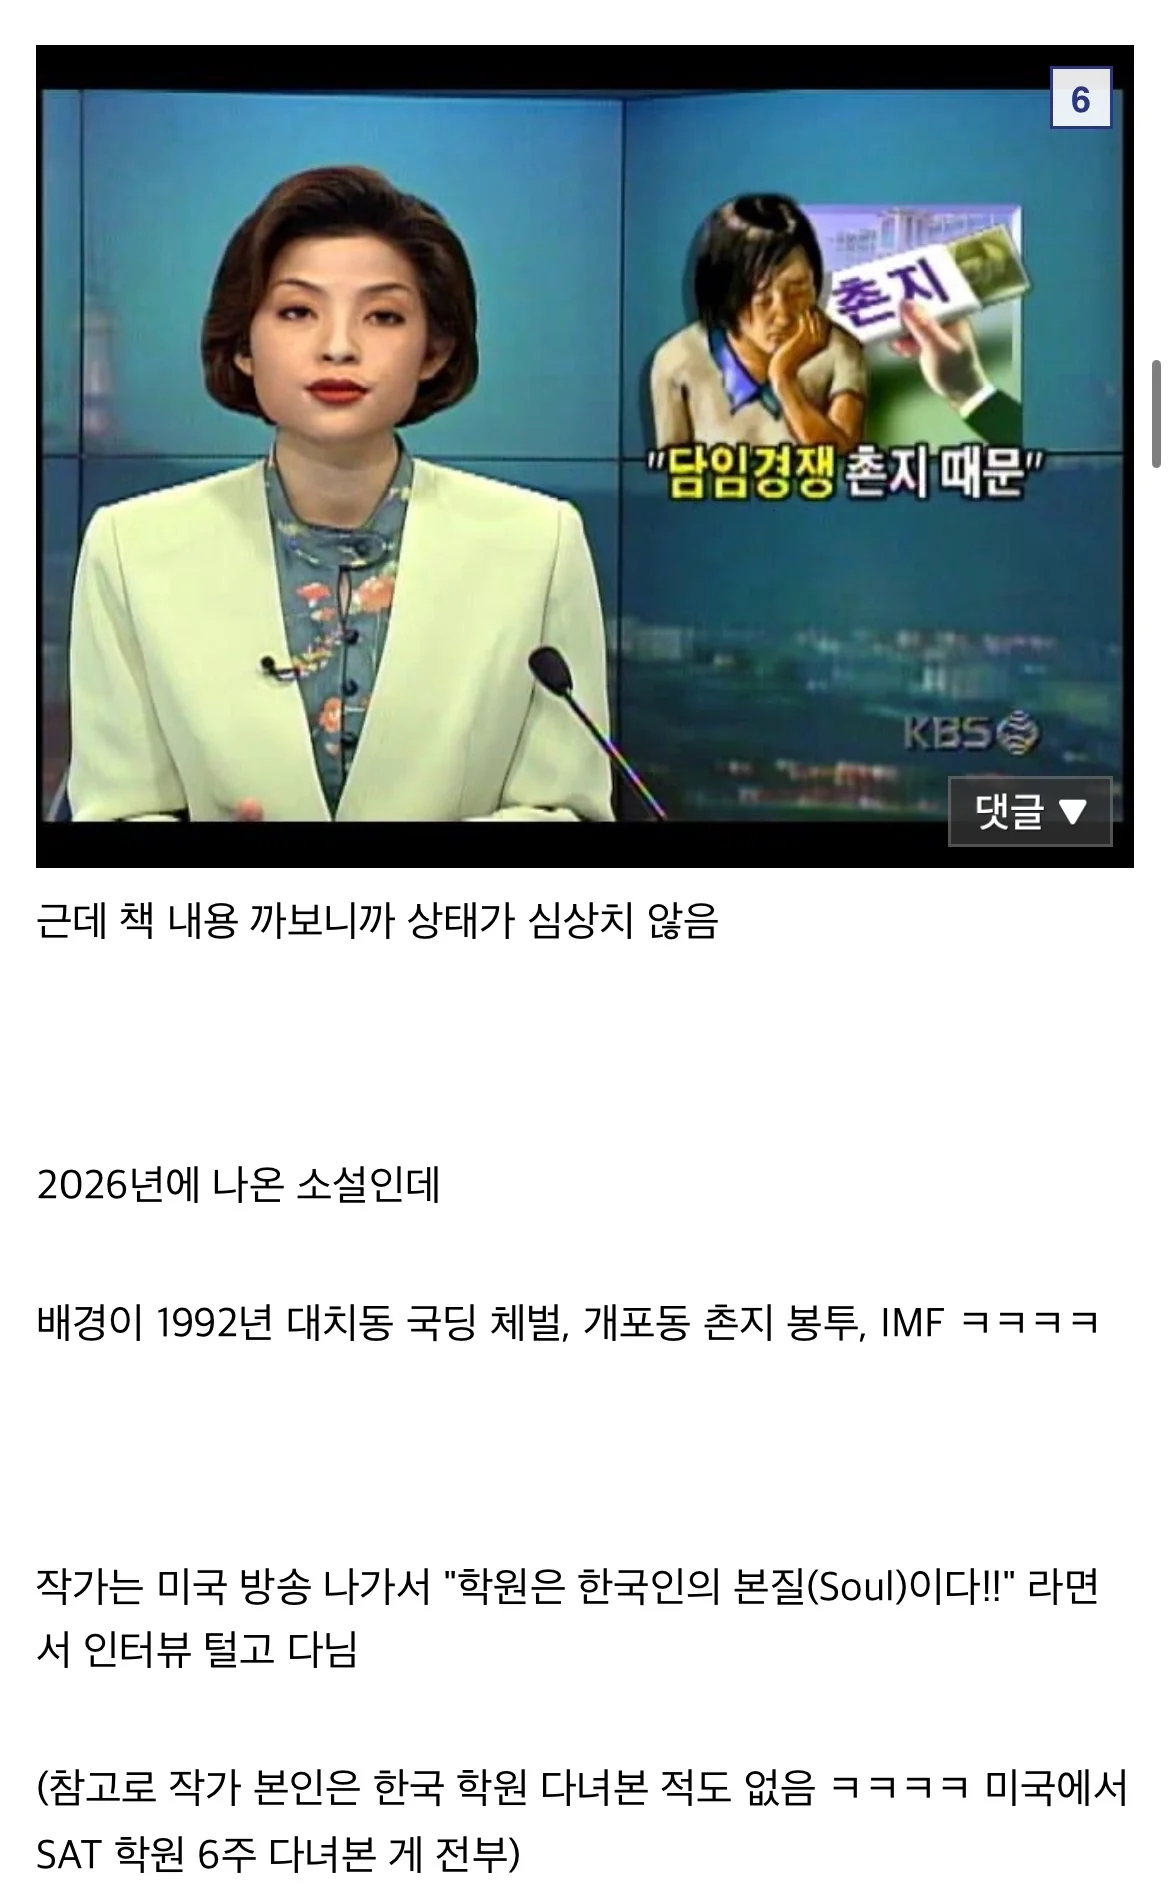 6
촌지
"담임경쟁 촌지 때문"
KBS
댓글 ▼
근데 책 내용 까보니까 상태가 심상치 않음
2026년에 나온 소설인데
배경이 1992년 대치동 국딩 체벌, 개포동 촌지 봉투, IMF ㅋㅋㅋㅋ
작가는 미국 방송 나가서 "학원은 한국인의 본질(Soul)이다!!" 라면
서 인터뷰 털고 다님
(참고로 작가 본인은 한국 학원 다녀본 적도 없음 ㅋㅋㅋㅋ 미국에서
SAT 학원 6주 다녀본 게 전부)